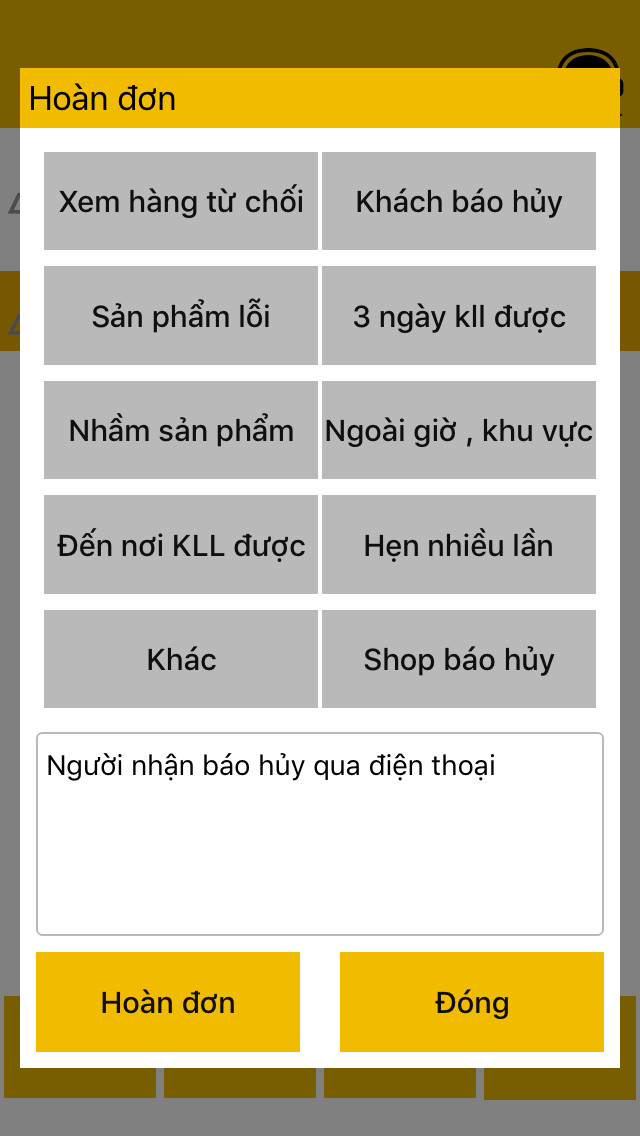 Hoàn đơn
Xem hàng từ chối
Khách báo hủy
Sản phẩm lỗi
3 ngày kll được
Nhầm sản phẩm
Ngoài giờ , khu vực
Đến nơi KLL được
Hẹn nhiều lần
Khác
Shop báo hủy
Người nhận báo hủy qua điện thoại
Hoàn đơn
Đóng